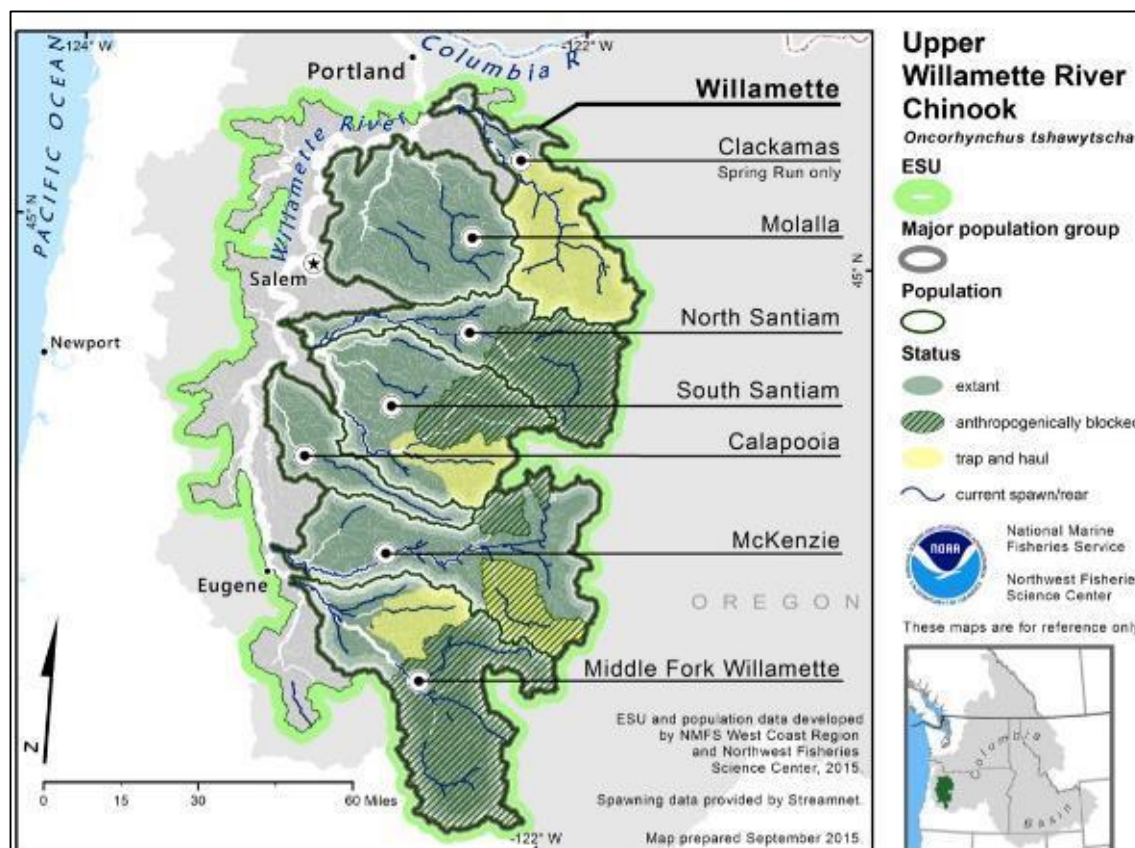 -124° W
-122° W
Columbia R
Portland
Willamette
Willamette River
Clackamas
Spring Run only
PACIFIC OCEAN
45° N
Molalla
Salem
45° N
North Santiam
Newport
South Santiam
Calapooia
McKenzie
Eugene
OREGON
Middle Fork Willamette
ESU and population data developed
by NMFS West Coast Region
and Northwest Fisheries
Science Center, 2015.
Spawning data provided by Streamnet.
Map prepared September 2015.
N
0 15 30 60 Miles
-122° W
Upper
Willamette River
Chinook
Oncorhynchus tshawytscha
ESU
Major population group
Population
Status
extant
anthropogenically blocked
trap and haul
current spawn/rear
NOAA
National Marine
Fisheries Service
Northwest Fisheries
Science Center
These maps are for reference only
Columbia
Basin